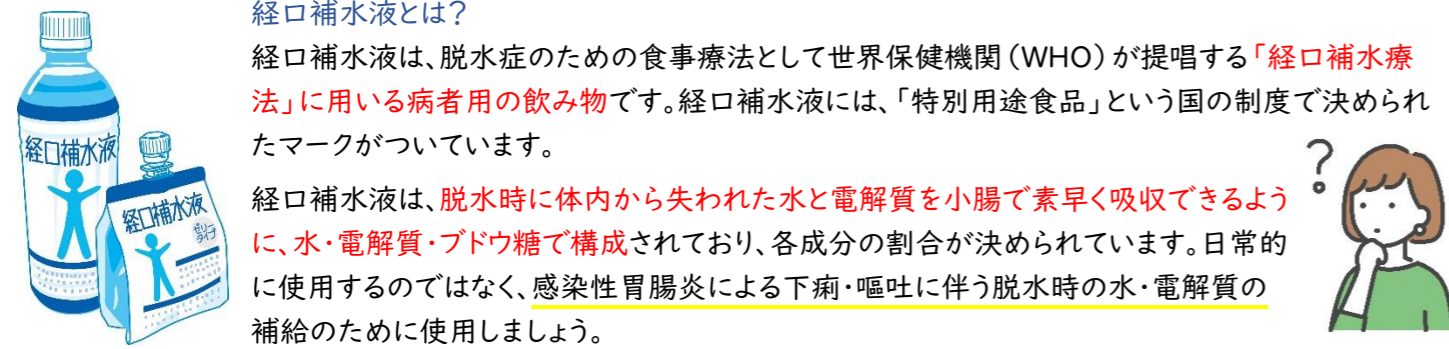 経口補水液とは?
経口補水液は、脱水症のための食事療法として世界保健機関(WHO)が提唱する「経口補水療
法」に用いる病者用の飲み物です。経口補水液には、「特別用途食品」という国の制度で決められ
たマークがついています。
経口補水液は、脱水時に体内から失われた水と電解質を小腸で素早く吸収できるよう
に、水・電解質・ブドウ糖で構成されており、各成分の割合が決められています。日常的
に使用するのではなく、感染性胃腸炎による下痢・嘔吐に伴う脱水時の水・電解質の
補給のために使用しましょう。
経口補水液
経口補水液
ゼリー
タイプ
?